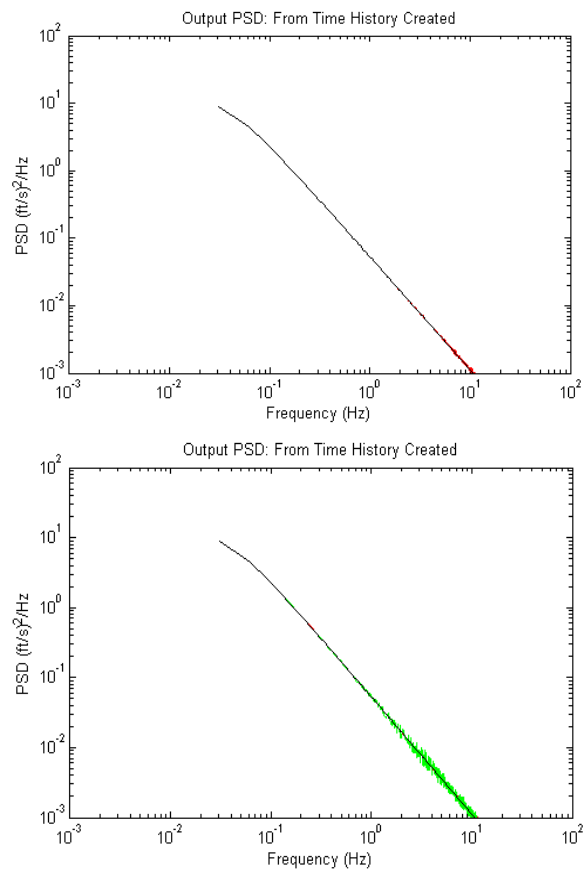 Output PSD: From Time History Created
10^2
10^1
10^0
10^-1
10^-2
10^-3
PSD (ft/s)^2/Hz
10^-3 10^-2 10^-1 10^0 10^1 10^2
Frequency (Hz)
Output PSD: From Time History Created
10^2
10^1
10^0
10^-1
10^-2
10^-3
PSD (ft/s)^2/Hz
10^-3 10^-2 10^-1 10^0 10^1 10^2
Frequency (Hz)